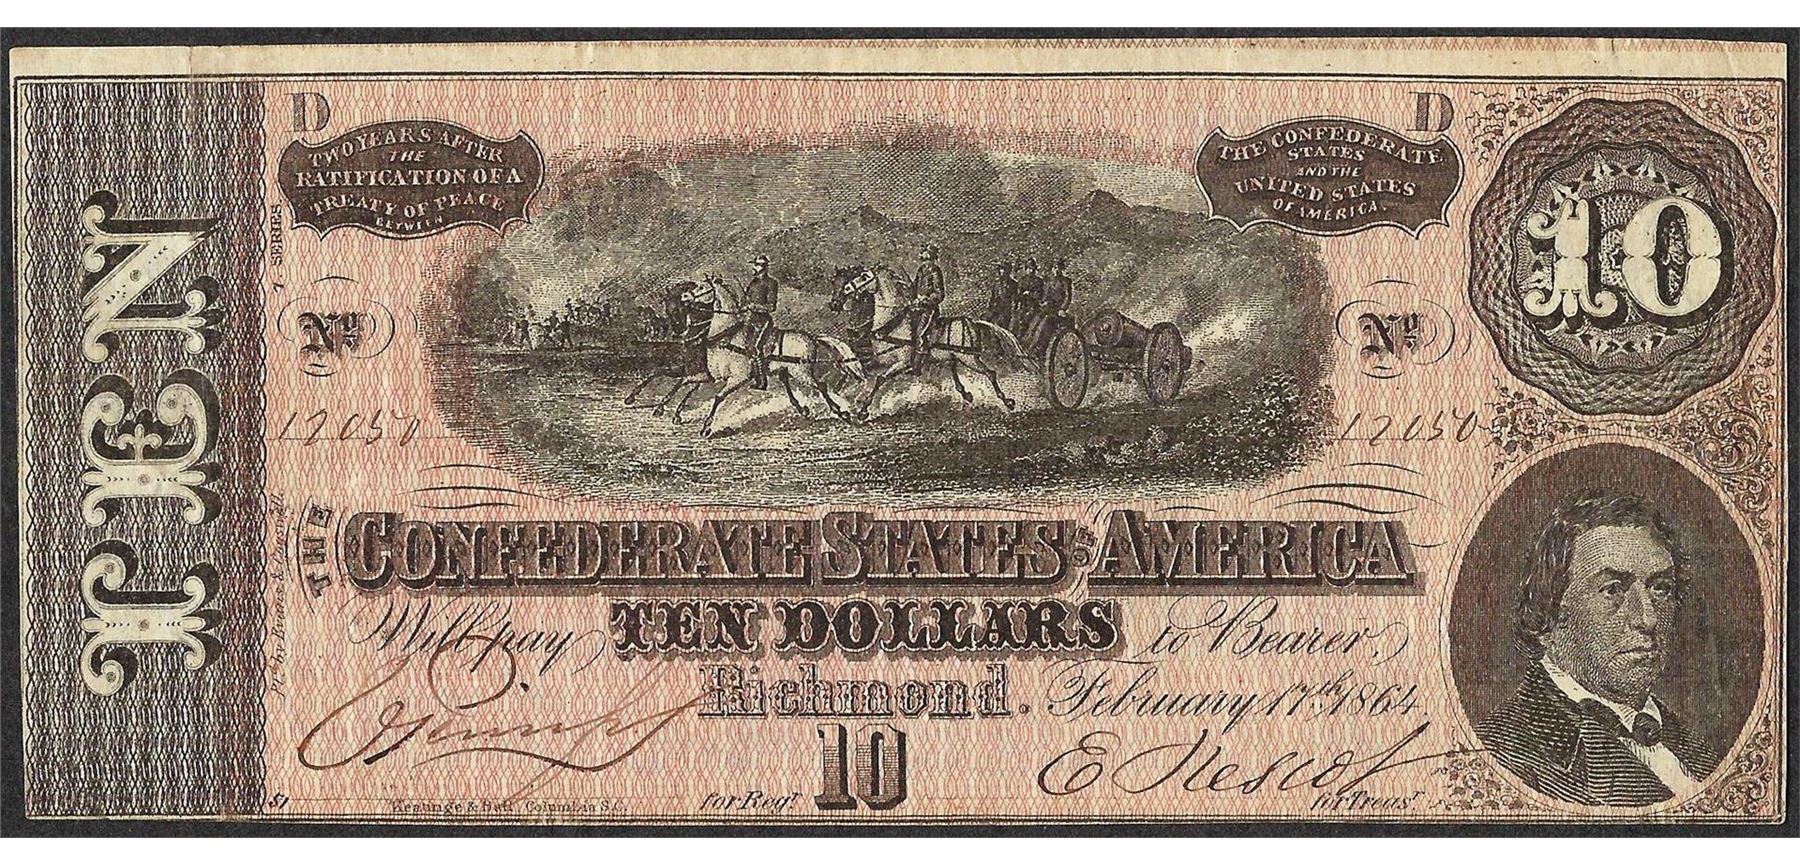 D
D
TWO YEARS AFTER
THE
RATIFICATION OF A
TREATY OF PEACE
BETWEEN
THE CONFEDERATE
STATES
AND THE
UNITED STATES
OF AMERICA.
10
TEN
7 SERIES
No
No
12050
12050
THE
CONFEDERATE STATES OF AMERICA
Will pay TEN DOLLARS to Bearer,
Richmond. February 17th 1864
10
for Regr
for Treasr
Keatinge & Ball, Columbia S.C.